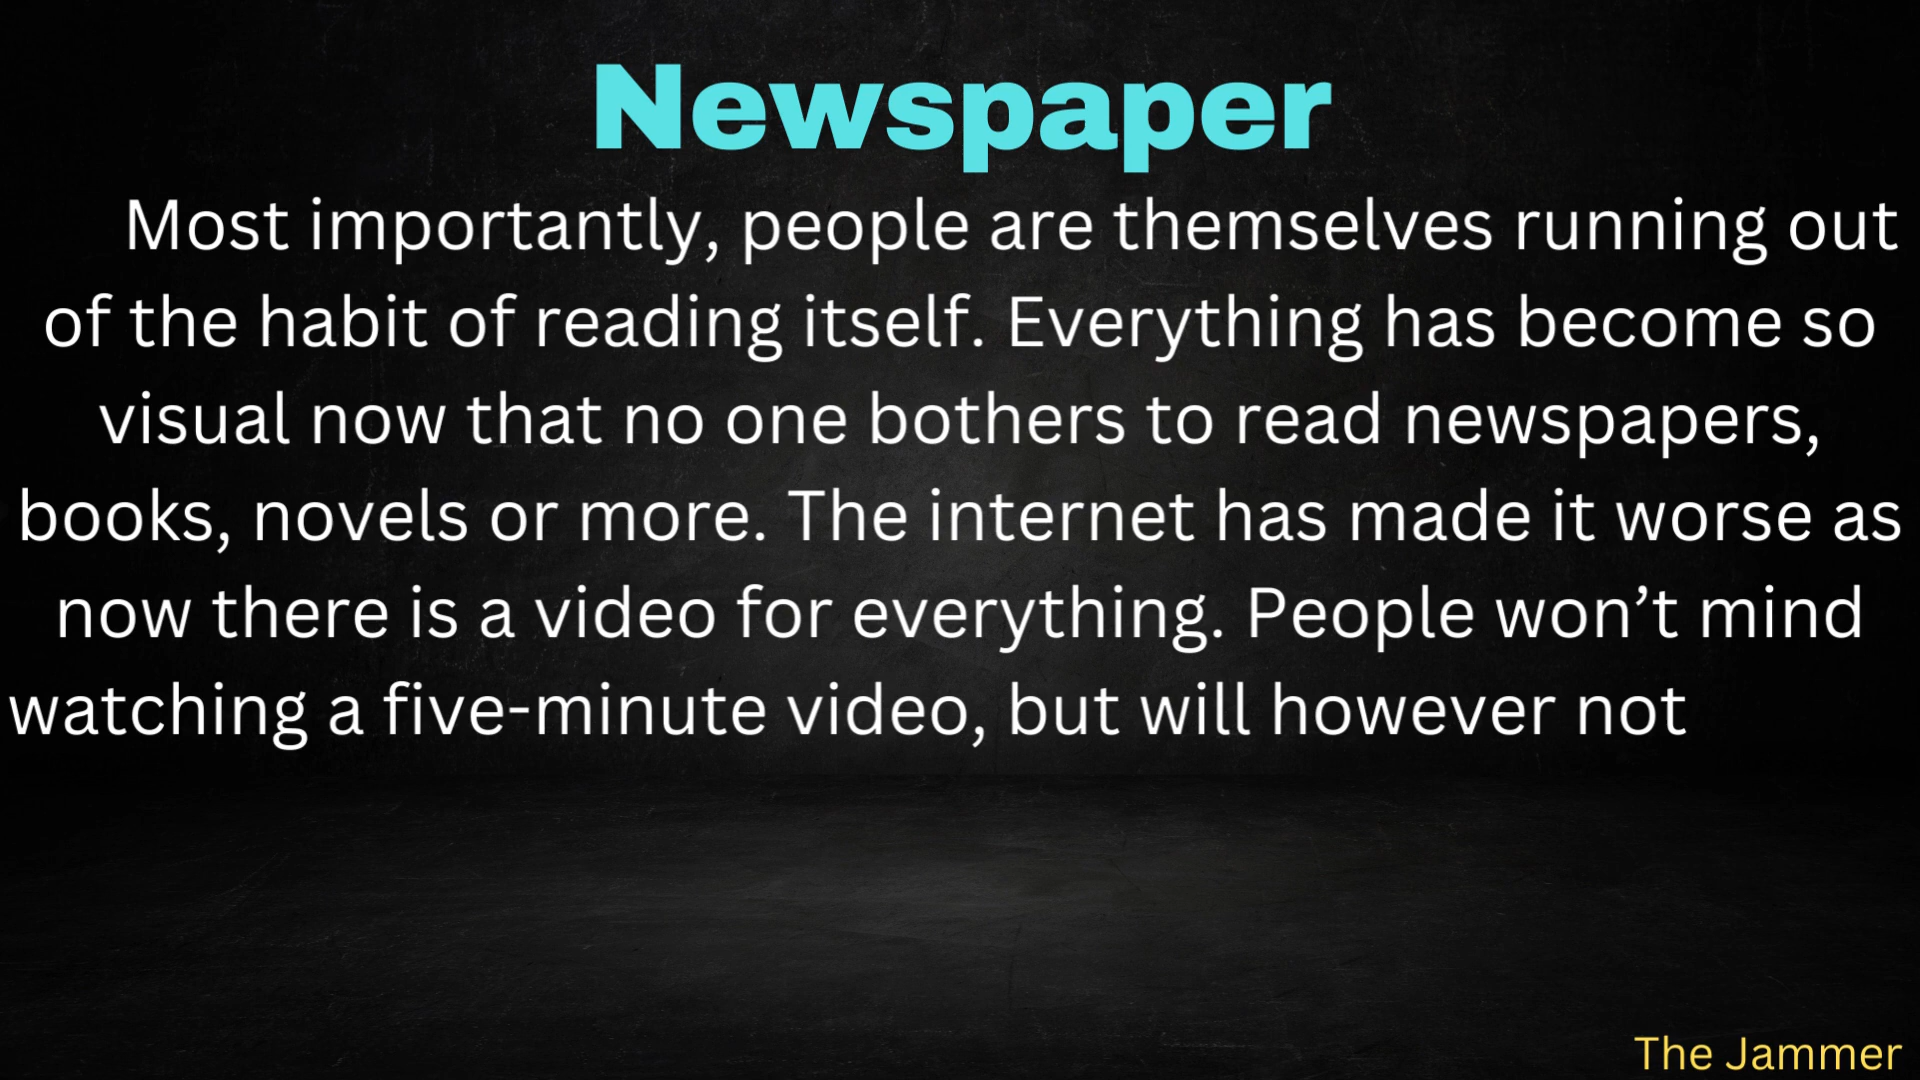 Newspaper
Most importantly, people are themselves running out
of the habit of reading itself. Everything has become so
visual now that no one bothers to read newspapers,
books, novels or more. The internet has made it worse as
now there is a video for everything. People won’t mind
watching a five-minute video, but will however not
The Jammer